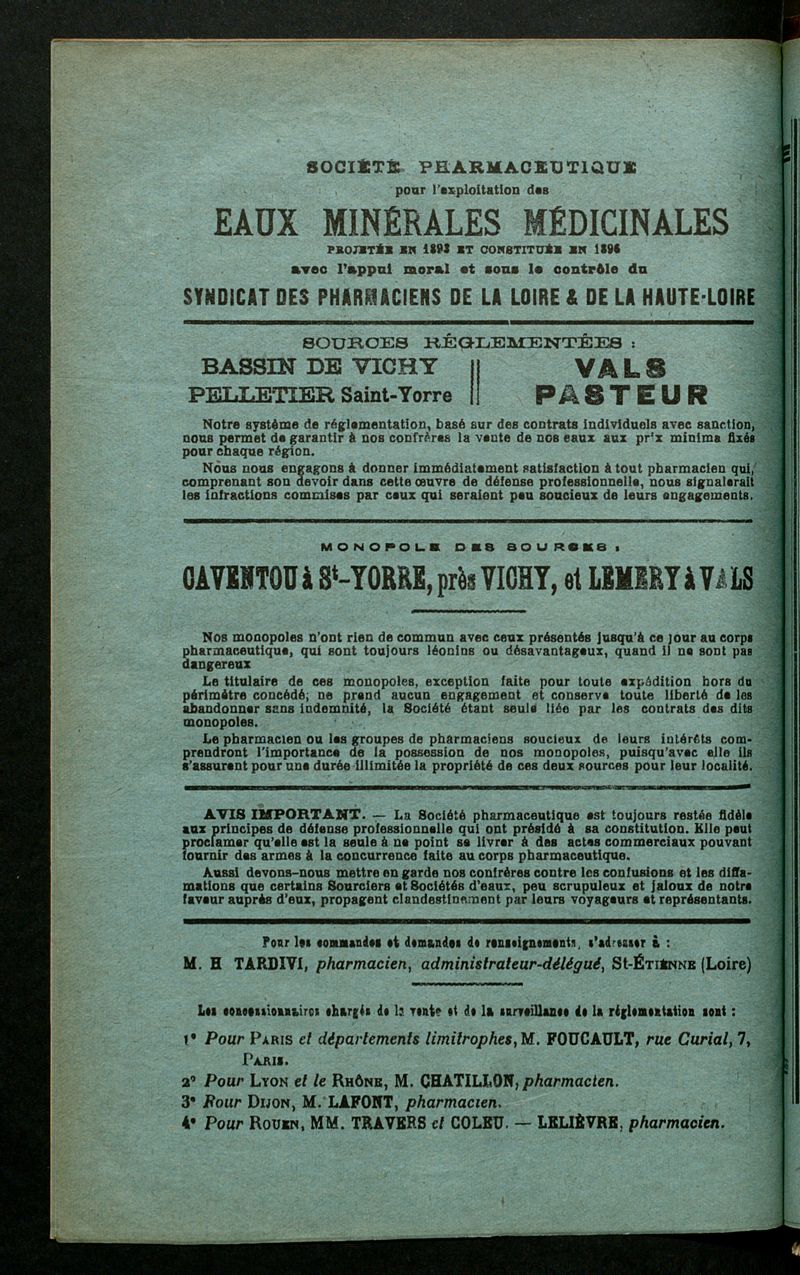 SOCIÉTÉ PHARMACEUTIQUE
pour l'exploitation des
EAUX MINÉRALES MÉDICINALES
PROJETÉE EN 1893 ET CONSTITUÉE EN 1896
avec l'appui moral et sous le contrôle du
SYNDICAT DES PHARMACIENS DE LA LOIRE & DE LA HAUTE-LOIRE
SOURCES RÉGLEMENTÉES :
BASSIN DE VICHY
PELLETIER Saint-Yorre
VALS
PASTEUR
Notre système de réglementation, basé sur des contrats individuels avec sanction,
nous permet de garantir à nos confrères la vente de nos eaux aux prix minima fixés
pour chaque région.
Nous nous engagons à donner immédiatement satisfaction à tout pharmacien qui,
comprenant son devoir dans cette œuvre de défense professionnelle, nous signalerait
les infractions commises par ceux qui seraient peu soucieux de leurs engagements.
MONOPOLE DES SOURCES :
CAVENTOU à St-YORRE, près VICHY, et LEMERY à VALS
Nos monopoles n'ont rien de commun avec ceux présentés jusqu'à ce jour au corps
pharmaceutique, qui sont toujours léonins ou désavantageux, quand il ne sont pas
dangereux
Le titulaire de ces monopoles, exception faite pour toute expédition hors du
périmètre concédé, ne prend aucun engagement et conserve toute liberté de les
abandonner sans indemnité, la Société étant seule liée par les contrats des dits
monopoles.
Le pharmacien ou les groupes de pharmaciens soucieux de leurs intérêts com-
prendront l'importance de la possession de nos monopoles, puisqu'avec elle ils
s'assurent pour une durée illimitée la propriété de ces deux sources pour leur localité.
AVIS IMPORTANT. — La Société pharmaceutique est toujours restée fidèle
aux principes de défense professionnelle qui ont présidé à sa constitution. Elle peut
proclamer qu'elle est la seule à ne point se livrer à des actes commerciaux pouvant
fournir des armes à la concurrence faite au corps pharmaceutique.
Aussi devons-nous mettre en garde nos confrères contre les confusions et les diffa-
mations que certains Sourciers et Sociétés d'eaux, peu scrupuleux et jaloux de notre
faveur auprès d'eux, propagent clandestinement par leurs voyageurs et représentants.
Pour les commandes et demandes de renseignements, s'adresser à :
M. H TARDIVI, pharmacien, administrateur-délégué, St-ÉTIENNE (Loire)
Les concessionnaires chargés de la vente et de la surveillance de la réglementation sont :
1° Pour PARIS et départements limitrophes, M. FOUCAULT, rue Curial, 7,
PARIS.
2° Pour LYON et le RHÔNE, M. CHATILLON, pharmacien.
3° Pour DIJON, M. LAFONT, pharmacien.
4° Pour ROUEN, MM. TRAVERS et COLEU. — LELIÈVRE, pharmacien.